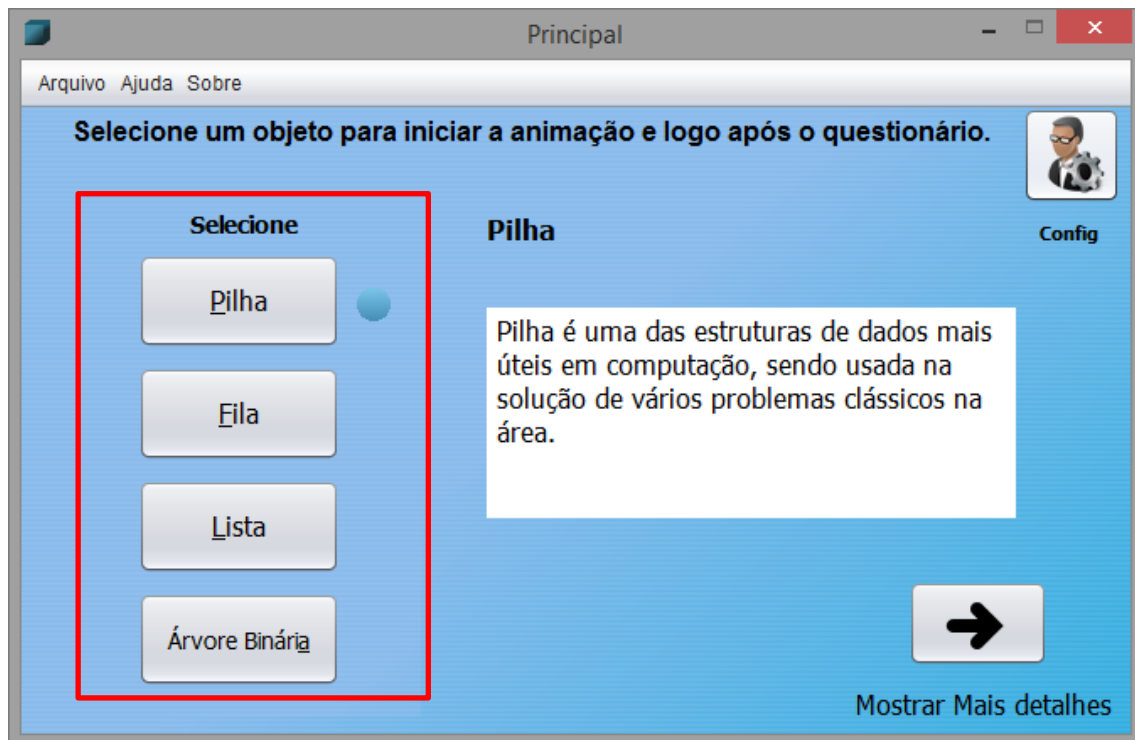 Principal
Arquivo Ajuda Sobre
Selecione um objeto para iniciar a animação e logo após o questionário.
Selecione
Pilha
Fila
Lista
Árvore Binária
Pilha
Config
Pilha é uma das estruturas de dados mais
úteis em computação, sendo usada na
solução de vários problemas clássicos na
área.
Mostrar Mais detalhes